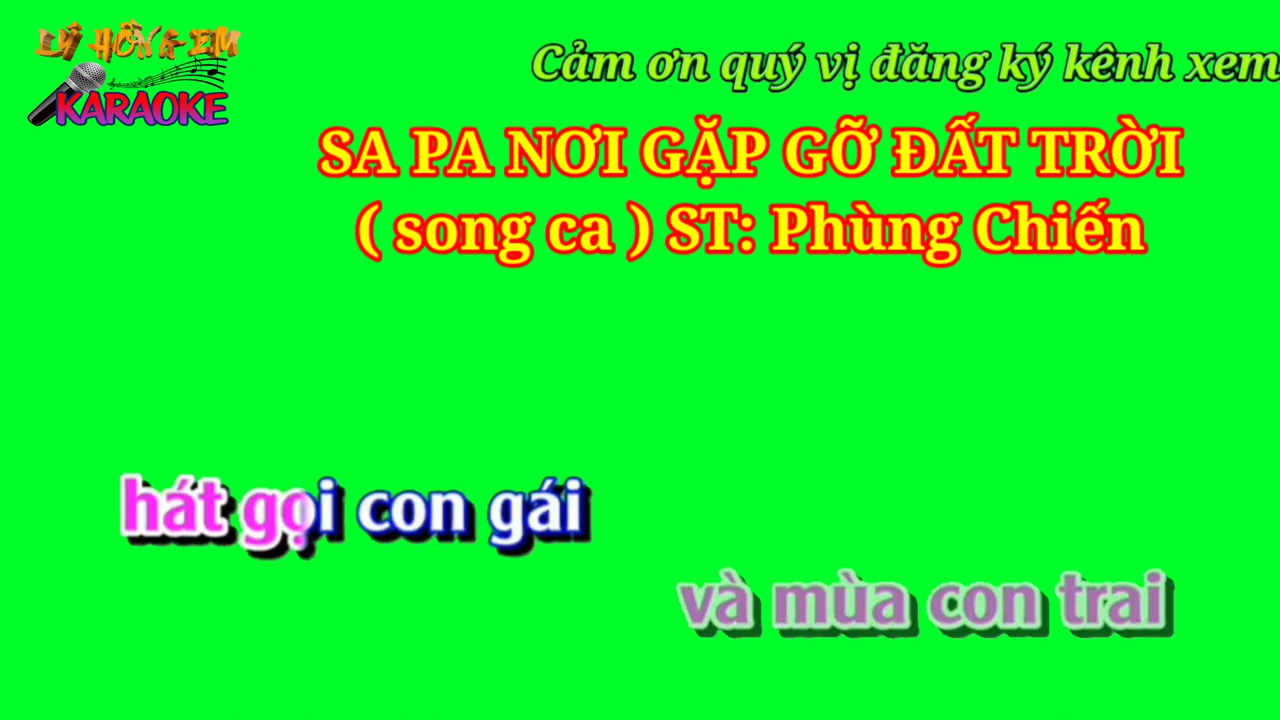 LÝ HỒNG EM
KARAOKE
Cảm ơn quý vị đăng ký kênh xem
SA PA NƠI GẶP GỠ ĐẤT TRỜI
( song ca ) ST: Phùng Chiến
hát gọi con gái
và mùa con trai